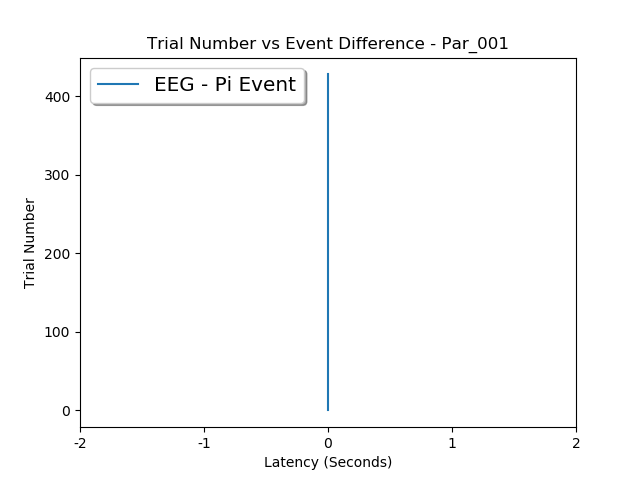 Trial Number vs Event Difference - Par_001
EEG - Pi Event
400
300
200
100
0
Trial Number
-2 -1 0 1 2
Latency (Seconds)